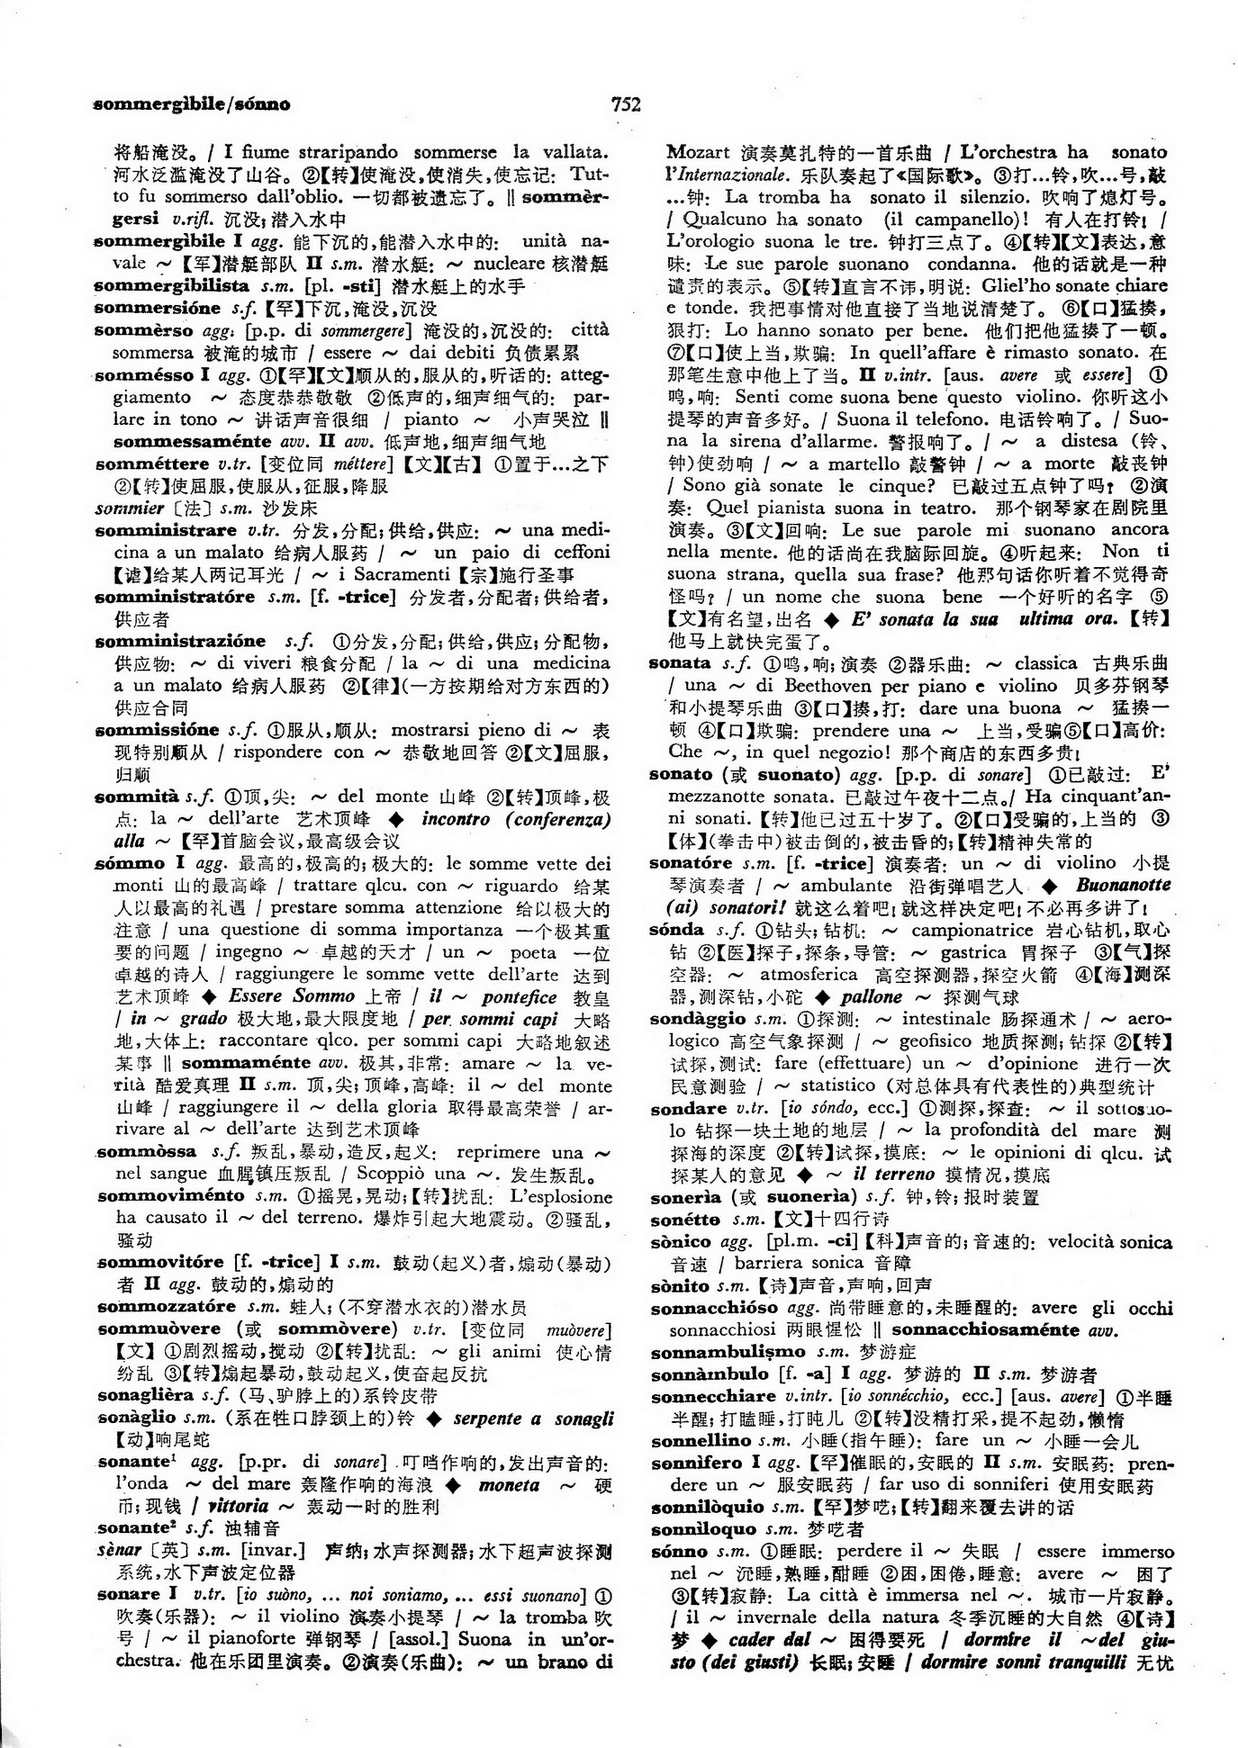 sommergìbile/sónno
752
将船淹没。/ I fiume straripando sommerse la vallata.
河水泛滥淹没了山谷。②【转】使淹没,使消失,使忘记: Tut-
to fu sommerso dall'oblio. 一切都被遗忘了。‖ sommèr-
gersi v.rifl. 沉没;潜入水中
sommergìbile I agg. 能下沉的,能潜入水中的: unità na-
vale ~【军】潜艇部队 II s.m. 潜水艇: ~ nucleare 核潜艇
sommergibilista s.m. [pl. -sti] 潜水艇上的水手
sommersióne s.f.【罕】下沉,淹没,沉没
sommèrso agg. [p.p. di sommergere] 淹没的,沉没的: città
sommersa 被淹的城市 / essere ~ dai debiti 负债累累
sommésso I agg. ①【罕】【文】顺从的,服从的,听话的: atteg-
giamento ~ 态度恭恭敬敬 ②低声的,细声细气的: par-
lare in tono ~ 讲话声音很细 / pianto ~ 小声哭泣 ‖
sommessaménte avv. II avv. 低声地,细声细气地
somméttere v.tr. [变位同 méttere]【文】【古】 ①置于…之下
②【转】使屈服,使服从,征服,降服
sommier〔法〕s.m. 沙发床
somministrare v.tr. 分发,分配;供给,供应: ~ una medi-
cina a un malato 给病人服药 / ~ un paio di ceffoni
【谑】给某人两记耳光 / ~ i Sacramenti【宗】施行圣事
somministratóre s.m. [f. -trice] 分发者,分配者;供给者,
供应者
somministrazióne s.f. ①分发,分配;供给,供应;分配物,
供应物: ~ di viveri 粮食分配 / la ~ di una medicina
a un malato 给病人服药 ②【律】(一方按期给对方东西的)
供应合同
sommissióne s.f. ①服从,顺从: mostrarsi pieno di ~ 表
现特别顺从 / rispondere con ~ 恭敬地回答 ②【文】屈服,
归顺
sommità s.f. ①顶,尖: ~ del monte 山峰 ②【转】顶峰,极
点: la ~ dell'arte 艺术顶峰 ◆ incontro (conferenza)
alla ~【罕】首脑会议,最高级会议
sómmo I agg. 最高的,极高的;极大的: le somme vette dei
monti 山的最高峰 / trattare qlcu. con ~ riguardo 给某
人以最高的礼遇 / prestare somma attenzione 给以极大的
注意 / una questione di somma importanza 一个极其重
要的问题 / ingegno ~ 卓越的天才 / un ~ poeta 一位
卓越的诗人 / raggiungere le somme vette dell'arte 达到
艺术顶峰 ◆ Essere Sommo 上帝 / il ~ pontefice 教皇
/ in ~ grado 极大地,最大限度地 / per sommi capi 大略
地,大体上: raccontare qlco. per sommi capi 大略地叙述
某事 ‖ sommaménte avv. 极其,非常: amare ~ la ve-
rità 酷爱真理 II s.m. 顶,尖;顶峰,高峰: il ~ del monte
山峰 / raggiungere il ~ della gloria 取得最高荣誉 / ar-
rivare al ~ dell'arte 达到艺术顶峰
sommòssa s.f. 叛乱,暴动,造反,起义: reprimere una ~
nel sangue 血腥镇压叛乱 / Scoppiò una ~. 发生叛乱。
sommoviménto s.m. ①摇晃,晃动;【转】扰乱: L'esplosione
ha causato il ~ del terreno. 爆炸引起大地震动。②骚乱,
骚动
sommovitóre [f. -trice] I s.m. 鼓动(起义)者,煽动(暴动)
者 II agg. 鼓动的,煽动的
sommozzatóre s.m. 蛙人;(不穿潜水衣的)潜水员
sommuòvere (或 sommòvere) v.tr. [变位同 muòvere]
【文】①剧烈摇动,搅动 ②【转】扰乱: ~ gli animi 使心情
纷乱 ③【转】煽起暴动,鼓动起义,使奋起反抗
sonaglièra s.f. (马、驴脖上的)系铃皮带
sonàglio s.m. (系在牲口脖颈上的)铃 ◆ serpente a sonagli
【动】响尾蛇
sonante¹ agg. [p.pr. di sonare] 叮当作响的,发出声音的:
l'onda ~ del mare 轰隆作响的海浪 ◆ moneta ~ 硬
币;现钱 / vittoria ~ 轰动一时的胜利
sonante² s.f. 浊辅音
sènar〔英〕s.m. [invar.] 声纳;水声探测器;水下超声波探测
系统,水下声波定位器
sonare I v.tr. [io suòno, ... noi soniamo, ... essi suonano] ①
吹奏(乐器): ~ il violino 演奏小提琴 / ~ la tromba 吹
号 / ~ il pianoforte 弹钢琴 / [assol.] Suona in un'or-
chestra. 他在乐团里演奏。②演奏(乐曲): ~ un brano di
Mozart 演奏莫扎特的一首乐曲 / L'orchestra ha sonato
l'Internazionale. 乐队奏起了《国际歌》。③打…铃,吹…号,敲
…钟: La tromba ha sonato il silenzio. 吹响了熄灯号。
/ Qualcuno ha sonato (il campanello)! 有人在打铃!/
L'orologio suona le tre. 钟打三点了。④【转】【文】表达,意
味: Le sue parole suonano condanna. 他的话就是一种
谴责的表示。⑤【转】直言不讳,明说: Gliel'ho sonate chiare
e tonde. 我把事情对他直接了当地说清楚了。⑥【口】猛揍,
狠打: Lo hanno sonato per bene. 他们把他猛揍了一顿。
⑦【口】使上当,欺骗: In quell'affare è rimasto sonato. 在
那笔生意中他上了当。II v.intr. [aus. avere 或 essere] ①
鸣,响: Senti come suona bene questo violino. 你听这小
提琴的声音多好。/ Suona il telefono. 电话铃响了。/ Suo-
na la sirena d'allarme. 警报响了。/ ~ a distesa (铃、
钟)使劲响 / ~ a martello 敲警钟 / ~ a morte 敲丧钟
/ Sono già sonate le cinque? 已敲过五点钟了吗? ②演
奏: Quel pianista suona in teatro. 那个钢琴家在剧院里
演奏。③【文】回响: Le sue parole mi suonano ancora
nella mente. 他的话尚在我脑际回旋。④听起来: Non ti
suona strana, quella sua frase? 他那句话你听着不觉得奇
怪吗?/ un nome che suona bene 一个好听的名字 ⑤
【文】有名望,出名 ◆ E' sonata la sua ultima ora.【转】
他马上就快完蛋了。
sonata s.f. ①鸣,响;演奏 ②器乐曲: ~ classica 古典乐曲
/ una ~ di Beethoven per piano e violino 贝多芬钢琴
和小提琴乐曲 ③【口】揍,打: dare una buona ~ 猛揍一
顿 ④【口】欺骗: prendere una ~ 上当,受骗⑤【口】高价:
Che ~, in quel negozio! 那个商店的东西多贵!
sonato (或 suonato) agg. [p.p. di sonare] ①已敲过: E'
mezzanotte sonata. 已敲过午夜十二点。/ Ha cinquant'an-
ni sonati.【转】他已过五十岁了。②【口】受骗的,上当的 ③
【体】(拳击中)被击倒的,被击昏的;【转】精神失常的
sonatóre s.m. [f. -trice] 演奏者: un ~ di violino 小提
琴演奏者 / ~ ambulante 沿街弹唱艺人 ◆ Buonanotte
(ai) sonatori! 就这么着吧!就这样决定吧!不必再多讲了!
sónda s.f. ①钻头;钻机: ~ campionatrice 岩心钻机,取心
钻 ②【医】探子,探条,导管: ~ gastrica 胃探子 ③【气】探
空器: ~ atmosferica 高空探测器,探空火箭 ④【海】测深
器,测深钻,小砣 ◆ pallone ~ 探测气球
sondàggio s.m. ①探测: ~ intestinale 肠探通术 / ~ aero-
logico 高空气象探测 / ~ geofisico 地质探测;钻探 ②【转】
试探,测试: fare (effettuare) un ~ d'opinione 进行一次
民意测验 / ~ statistico (对总体具有代表性的)典型统计
sondare v.tr. [io sóndo, ecc.] ①测探,探查: ~ il sottosuo-
lo 钻探一块土地的地层 / ~ la profondità del mare 测
探海的深度 ②【转】试探,摸底: ~ le opinioni di qlcu. 试
探某人的意见 ◆ ~ il terreno 摸情况,摸底
sonerìa (或 suonerìa) s.f. 钟,铃;报时装置
sonétto s.m.【文】十四行诗
sònico agg. [pl.m. -ci]【科】声音的;音速的: velocità sonica
音速 / barriera sonica 音障
sònito s.m.【诗】声音,声响,回声
sonnacchióso agg. 尚带睡意的,未睡醒的: avere gli occhi
sonnacchiosi 两眼惺忪 ‖ sonnacchiosaménte avv.
sonnambulismo s.m. 梦游症
sonnàmbulo [f. -a] I agg. 梦游的 II s.m. 梦游者
sonnecchiare v.intr. [io sonnécchio, ecc.] [aus. avere] ①半睡
半醒;打瞌睡,打盹儿 ②【转】没精打采,提不起劲,懒惰
sonnellino s.m. 小睡(指午睡): fare un ~ 小睡一会儿
sonnìfero I agg.【罕】催眠的,安眠的 II s.m. 安眠药: pren-
dere un ~ 服安眠药 / far uso di sonniferi 使用安眠药
sonnilòquio s.m.【罕】梦呓;【转】翻来覆去讲的话
sonnìloquo s.m. 梦呓者
sónno s.m. ①睡眠: perdere il ~ 失眠 / essere immerso
nel ~ 沉睡,熟睡,酣睡 ②困,困倦,睡意: avere ~ 困了
③【转】寂静: La città è immersa nel ~. 城市一片寂静。
/ il ~ invernale della natura 冬季沉睡的大自然 ④【诗】
梦 ◆ cader dal ~ 困得要死 / dormire il ~del giu-
sto (dei giusti) 长眠;安睡 / dormire sonni tranquilli 无忧